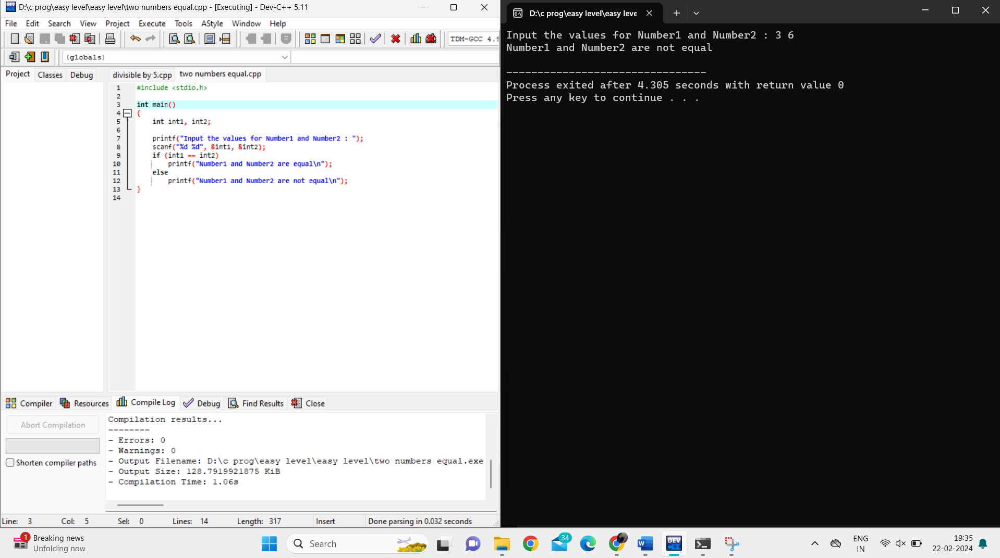 D:\c prog\easy level\easy level\two numbers equal.cpp - [Executing] - Dev-C++ 5.11
File Edit Search View Project Execute Tools AStyle Window Help
TDM-GCC 4.9
(globals)
Project Classes Debug
divisible by 5.cpp two numbers equal.cpp
1 #include <stdio.h>
2
3 int main()
4 {
5 int int1, int2;
6
7 printf("Input the values for Number1 and Number2 : ");
8 scanf("%d %d", &int1, &int2);
9 if (int1 == int2)
10 printf("Number1 and Number2 are equal\n");
11 else
12 printf("Number1 and Number2 are not equal\n");
13 }
14
Compiler Resources Compile Log Debug Find Results Close
Abort Compilation
Shorten compiler paths
Compilation results...
--------
- Errors: 0
- Warnings: 0
- Output Filename: D:\c prog\easy level\easy level\two numbers equal.exe
- Output Size: 128.7919921875 KiB
- Compilation Time: 1.06s
Line: 3 Col: 5 Sel: 0 Lines: 14 Length: 317 Insert Done parsing in 0.032 seconds
D:\c prog\easy level\easy leve
Input the values for Number1 and Number2 : 3 6
Number1 and Number2 are not equal
--------------------------------
Process exited after 4.305 seconds with return value 0
Press any key to continue . . .
1
Breaking news
Unfolding now
Search
34
W
DEV
C++
ENG
IN
19:35
22-02-2024